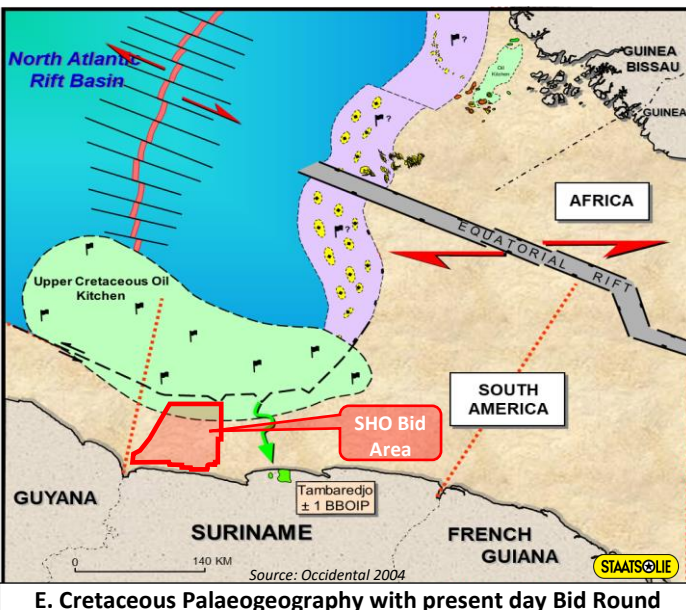 North Atlantic
Rift Basin
?
Oil
Kitchen
GUINEA
BISSAU
GUINEA
?
AFRICA
EQUATORIAL RIFT
?
Upper Cretaceous Oil
Kitchen
SOUTH
AMERICA
SHO Bid
Area
GUYANA
Tambaredjo
± 1 BBOIP
SURINAME
FRENCH
GUIANA
0 140 KM
Source: Occidental 2004
STAATSOLIE
E. Cretaceous Palaeogeography with present day Bid Round